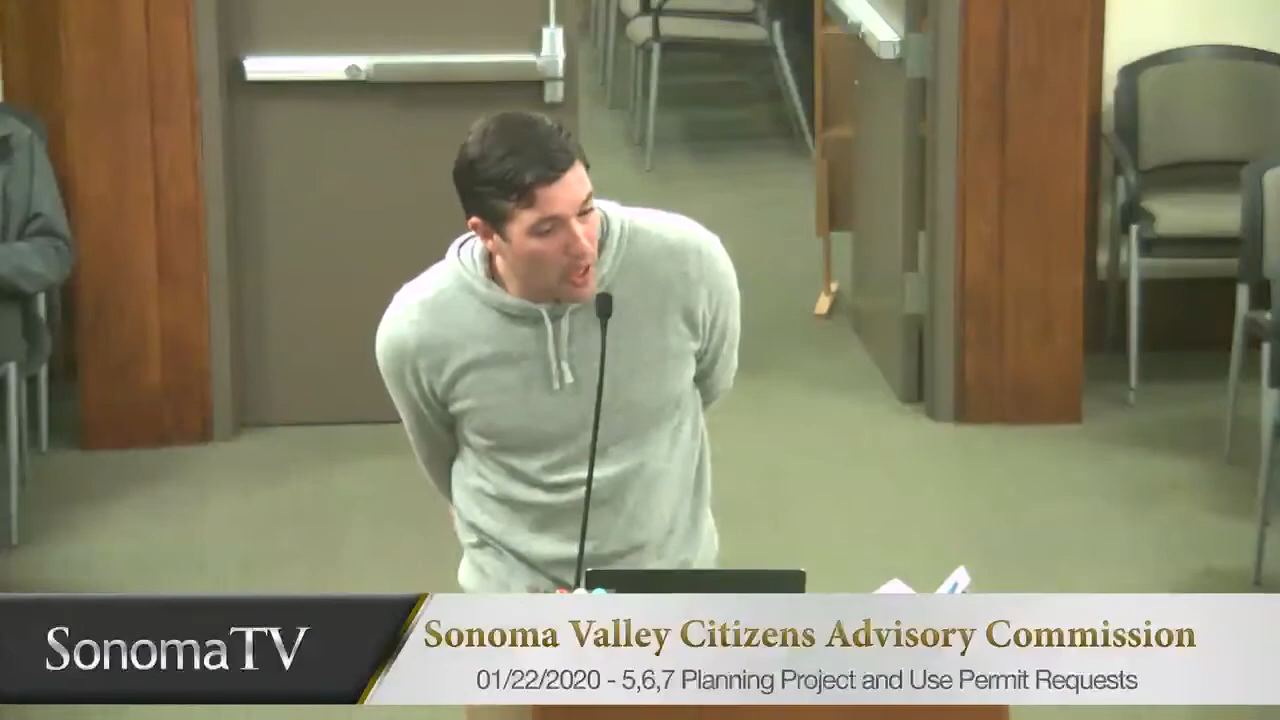 SonomaTV
Sonoma Valley Citizens Advisory Commission
01/22/2020 - 5,6,7 Planning Project and Use Permit Requests